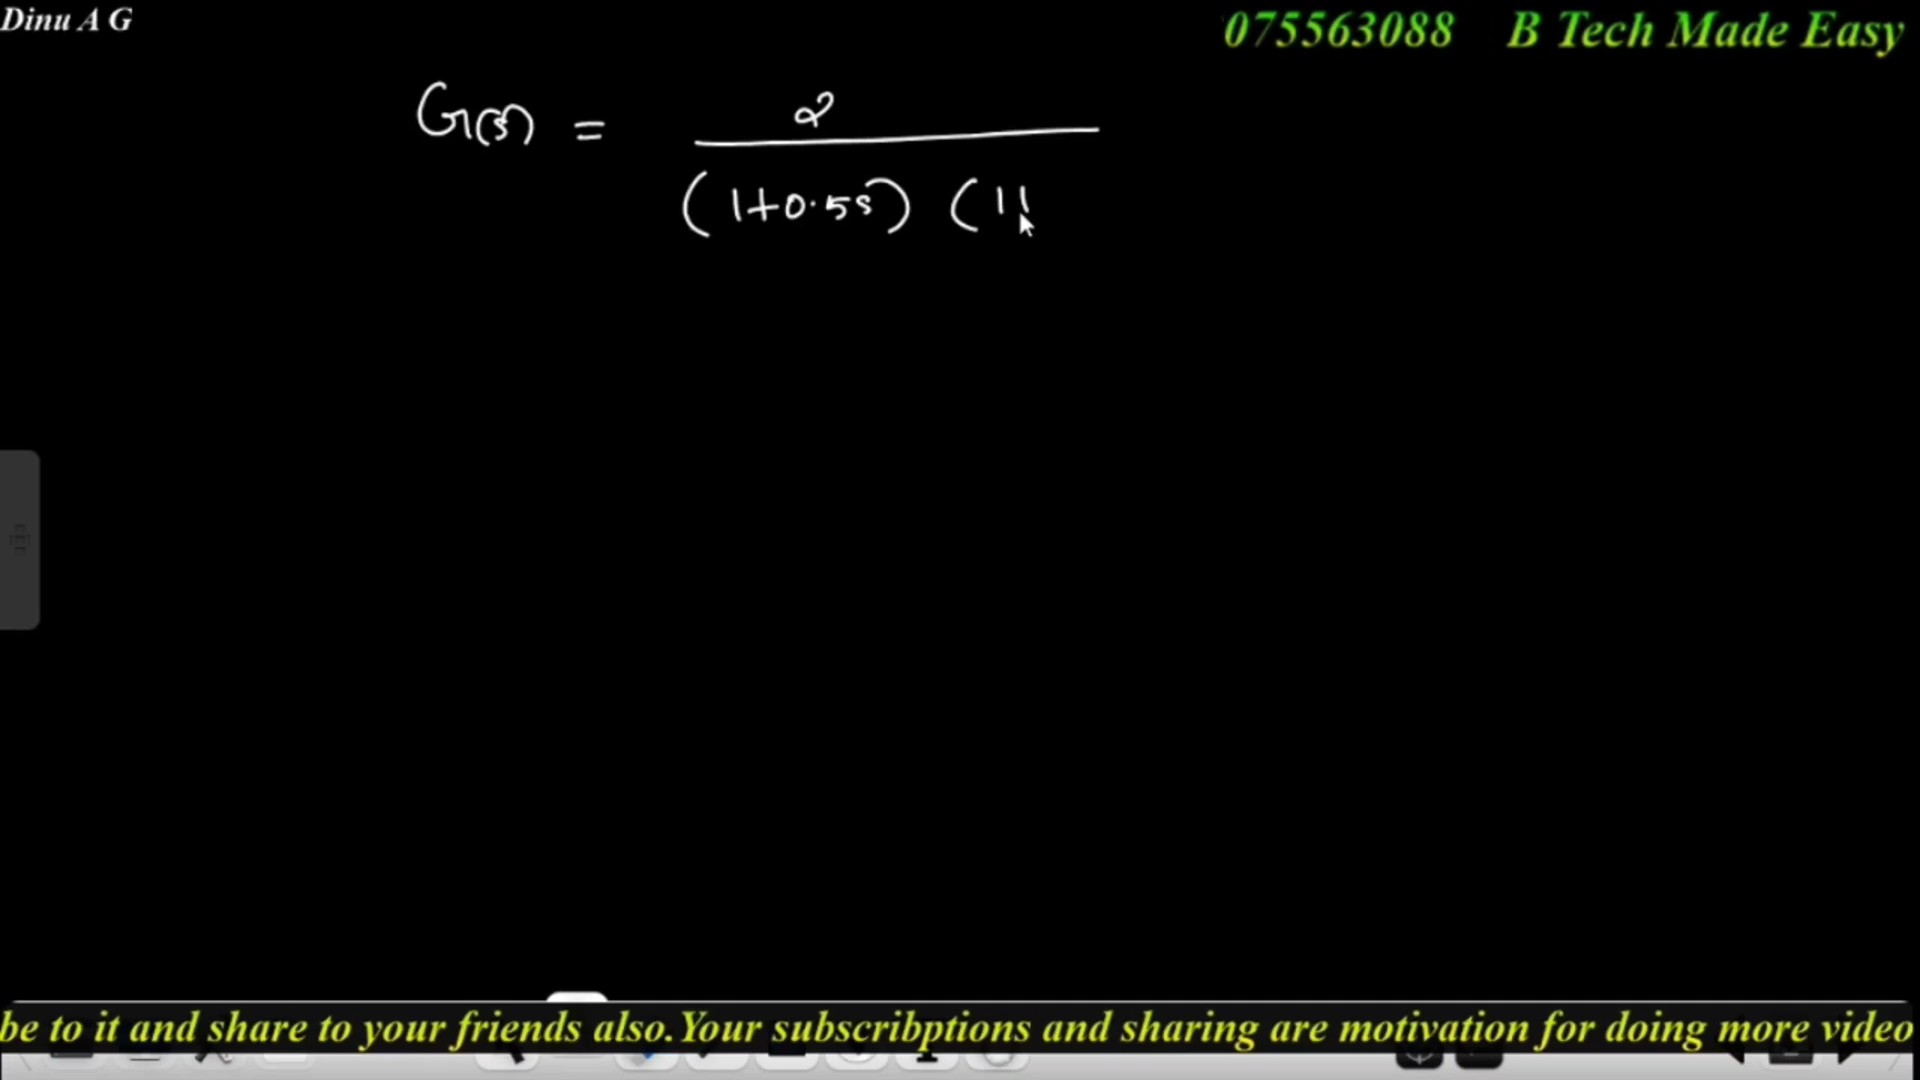 Dinu A G
075563088 B Tech Made Easy
G(s) = 2
(1+0.5s) (1
be to it and share to your friends also.Your subscribptions and sharing are motivation for doing more video